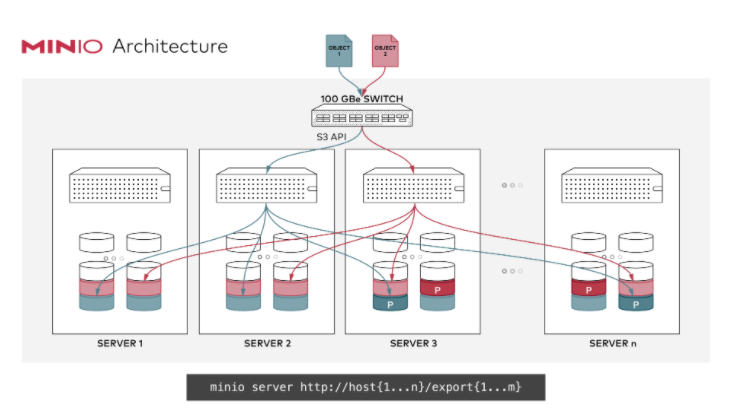 MINIO Architecture
OBJECT
1
OBJECT
2
100 GBe SWITCH
S3 API
P
P
P
P
SERVER 1
SERVER 2
SERVER 3
SERVER n
minio server http://host{1...n}/export{1...m}